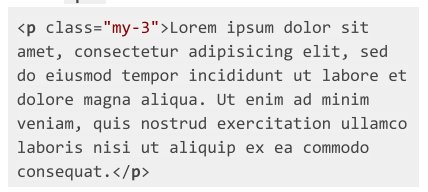 <p class="my-3">Lorem ipsum dolor sit
amet, consectetur adipisicing elit, sed
do eiusmod tempor incididunt ut labore et
dolore magna aliqua. Ut enim ad minim
veniam, quis nostrud exercitation ullamco
laboris nisi ut aliquip ex ea commodo
consequat.</p>